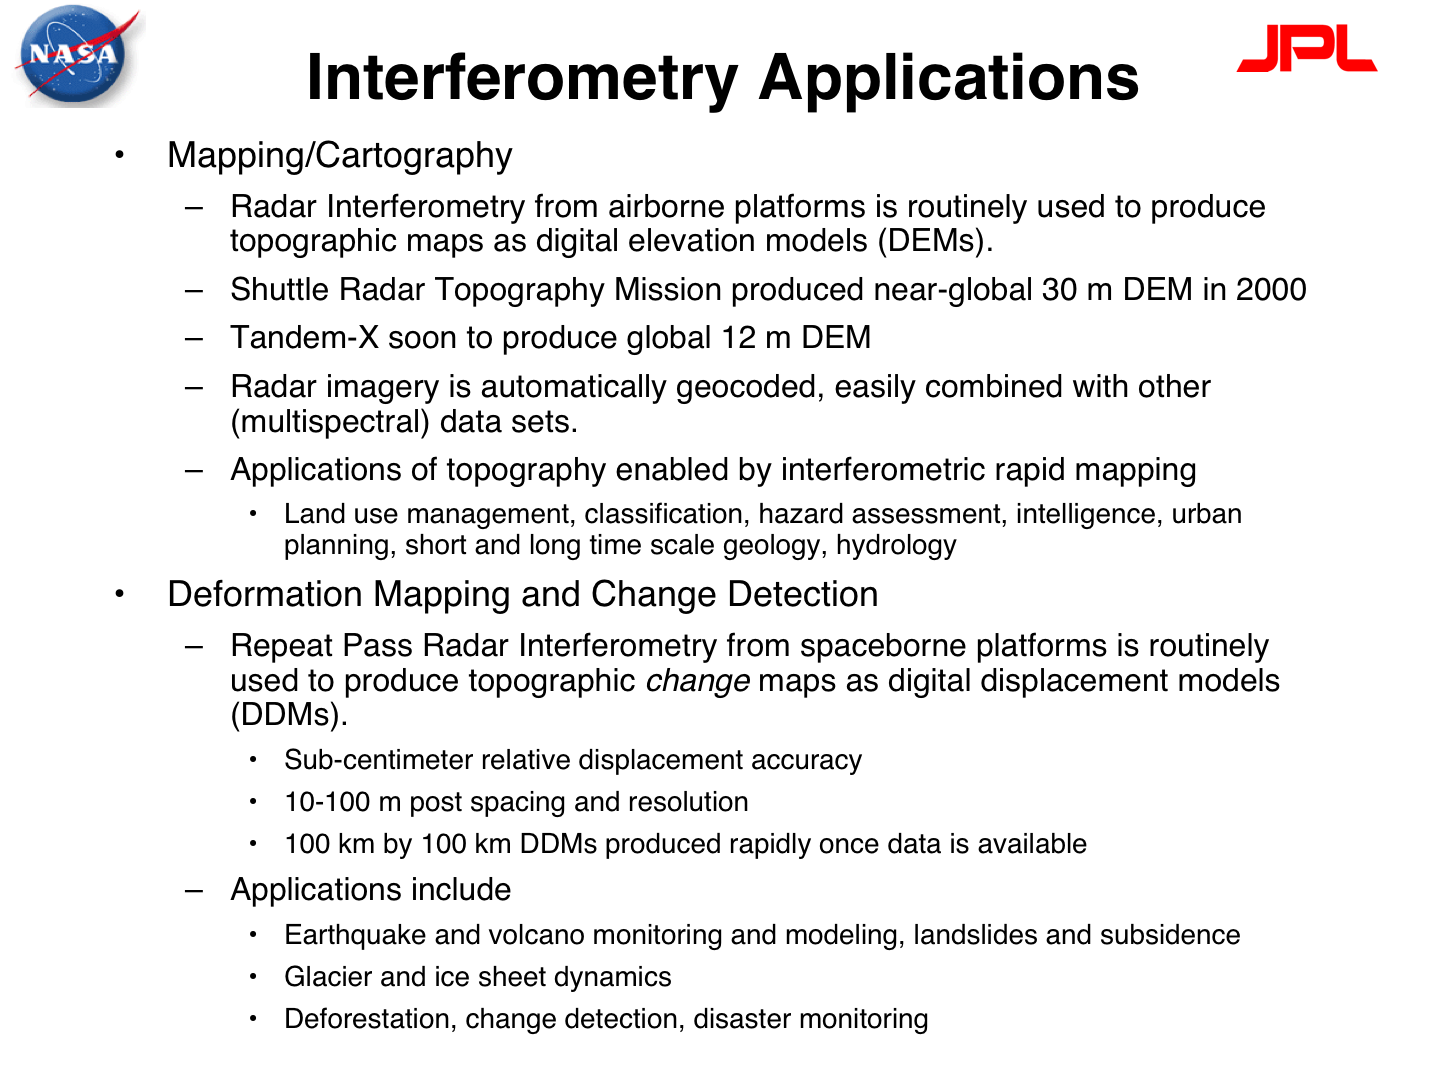 NASA
JPL
Interferometry Applications
• Mapping/Cartography
– Radar Interferometry from airborne platforms is routinely used to produce
topographic maps as digital elevation models (DEMs).
– Shuttle Radar Topography Mission produced near-global 30 m DEM in 2000
– Tandem-X soon to produce global 12 m DEM
– Radar imagery is automatically geocoded, easily combined with other
(multispectral) data sets.
– Applications of topography enabled by interferometric rapid mapping
• Land use management, classification, hazard assessment, intelligence, urban
planning, short and long time scale geology, hydrology
• Deformation Mapping and Change Detection
– Repeat Pass Radar Interferometry from spaceborne platforms is routinely
used to produce topographic change maps as digital displacement models
(DDMs).
• Sub-centimeter relative displacement accuracy
• 10-100 m post spacing and resolution
• 100 km by 100 km DDMs produced rapidly once data is available
– Applications include
• Earthquake and volcano monitoring and modeling, landslides and subsidence
• Glacier and ice sheet dynamics
• Deforestation, change detection, disaster monitoring